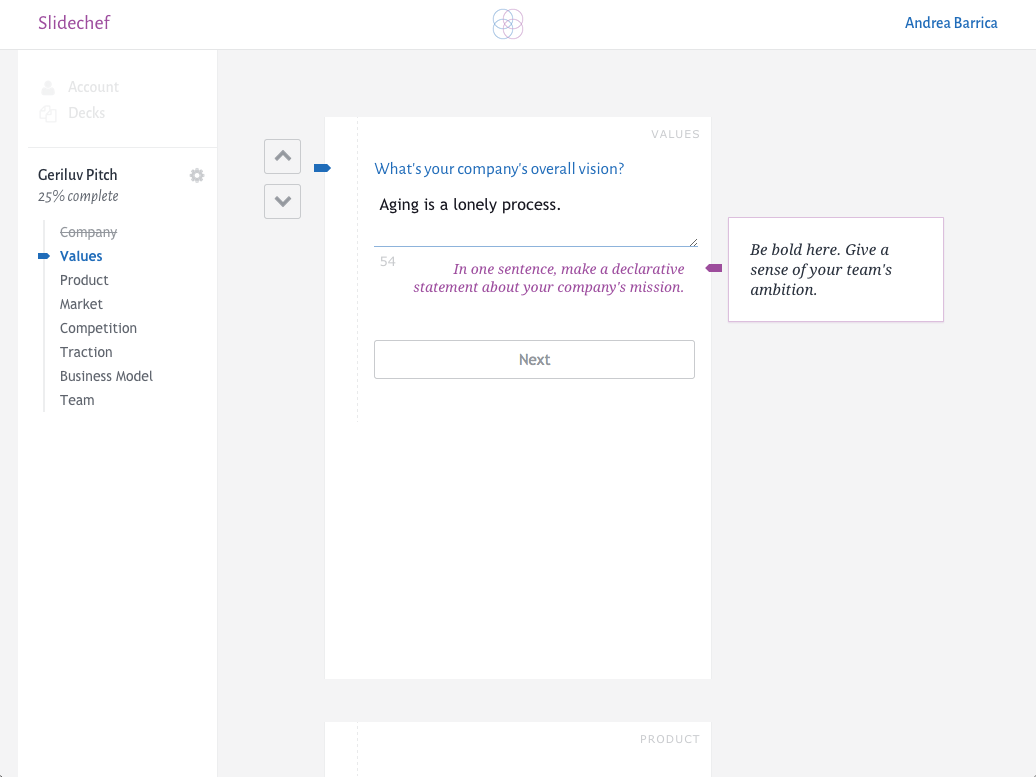 Slidechef
Andrea Barrica
Account
Decks
Geriluv Pitch
25% complete
Company
Values
Product
Market
Competition
Traction
Business Model
Team
VALUES
What's your company's overall vision?
Aging is a lonely process.
54
In one sentence, make a declarative
statement about your company's mission.
Next
Be bold here. Give a
sense of your team's
ambition.
PRODUCT